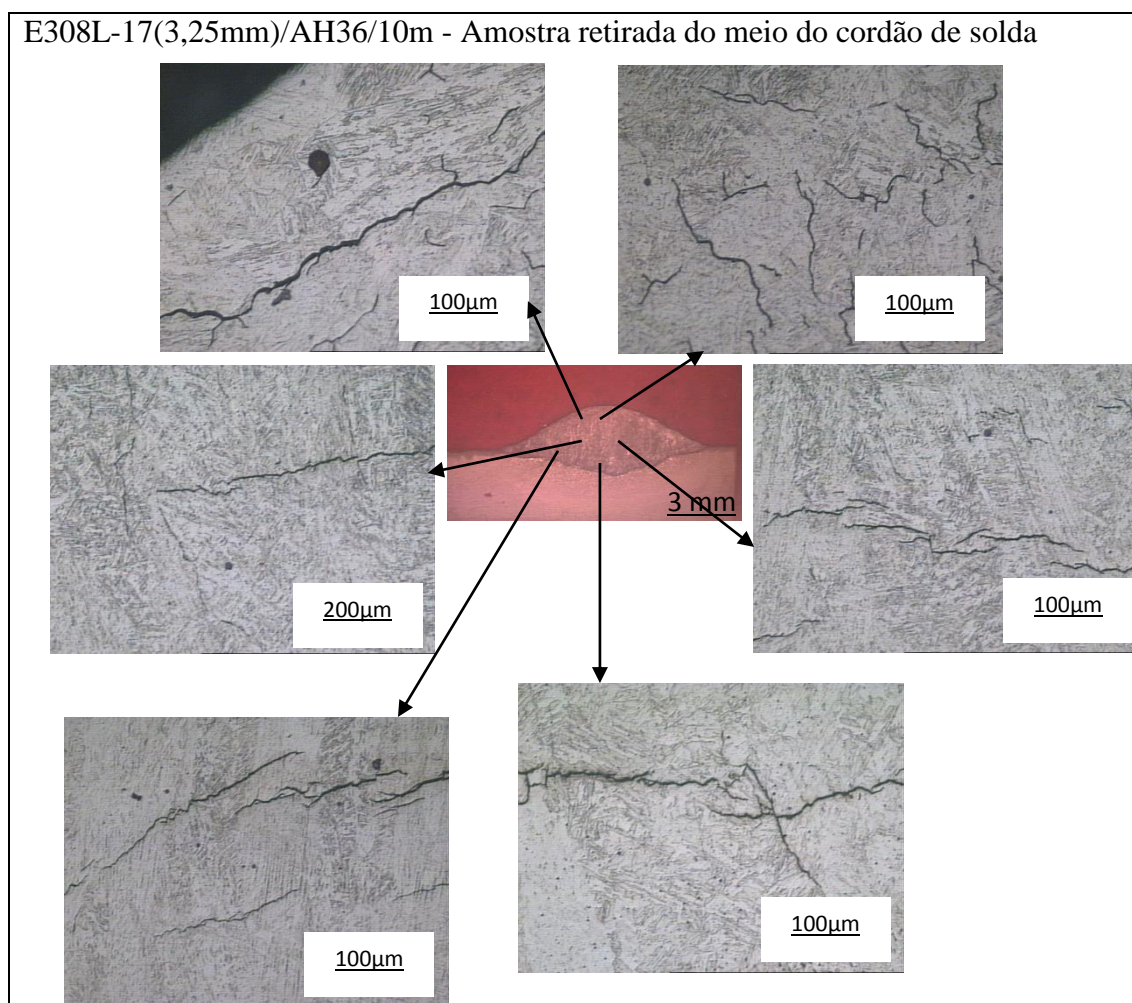 E308L-17(3,25mm)/AH36/10m - Amostra retirada do meio do cordão de solda
100µm
100µm
3 mm
200µm
100µm
100µm
100µm